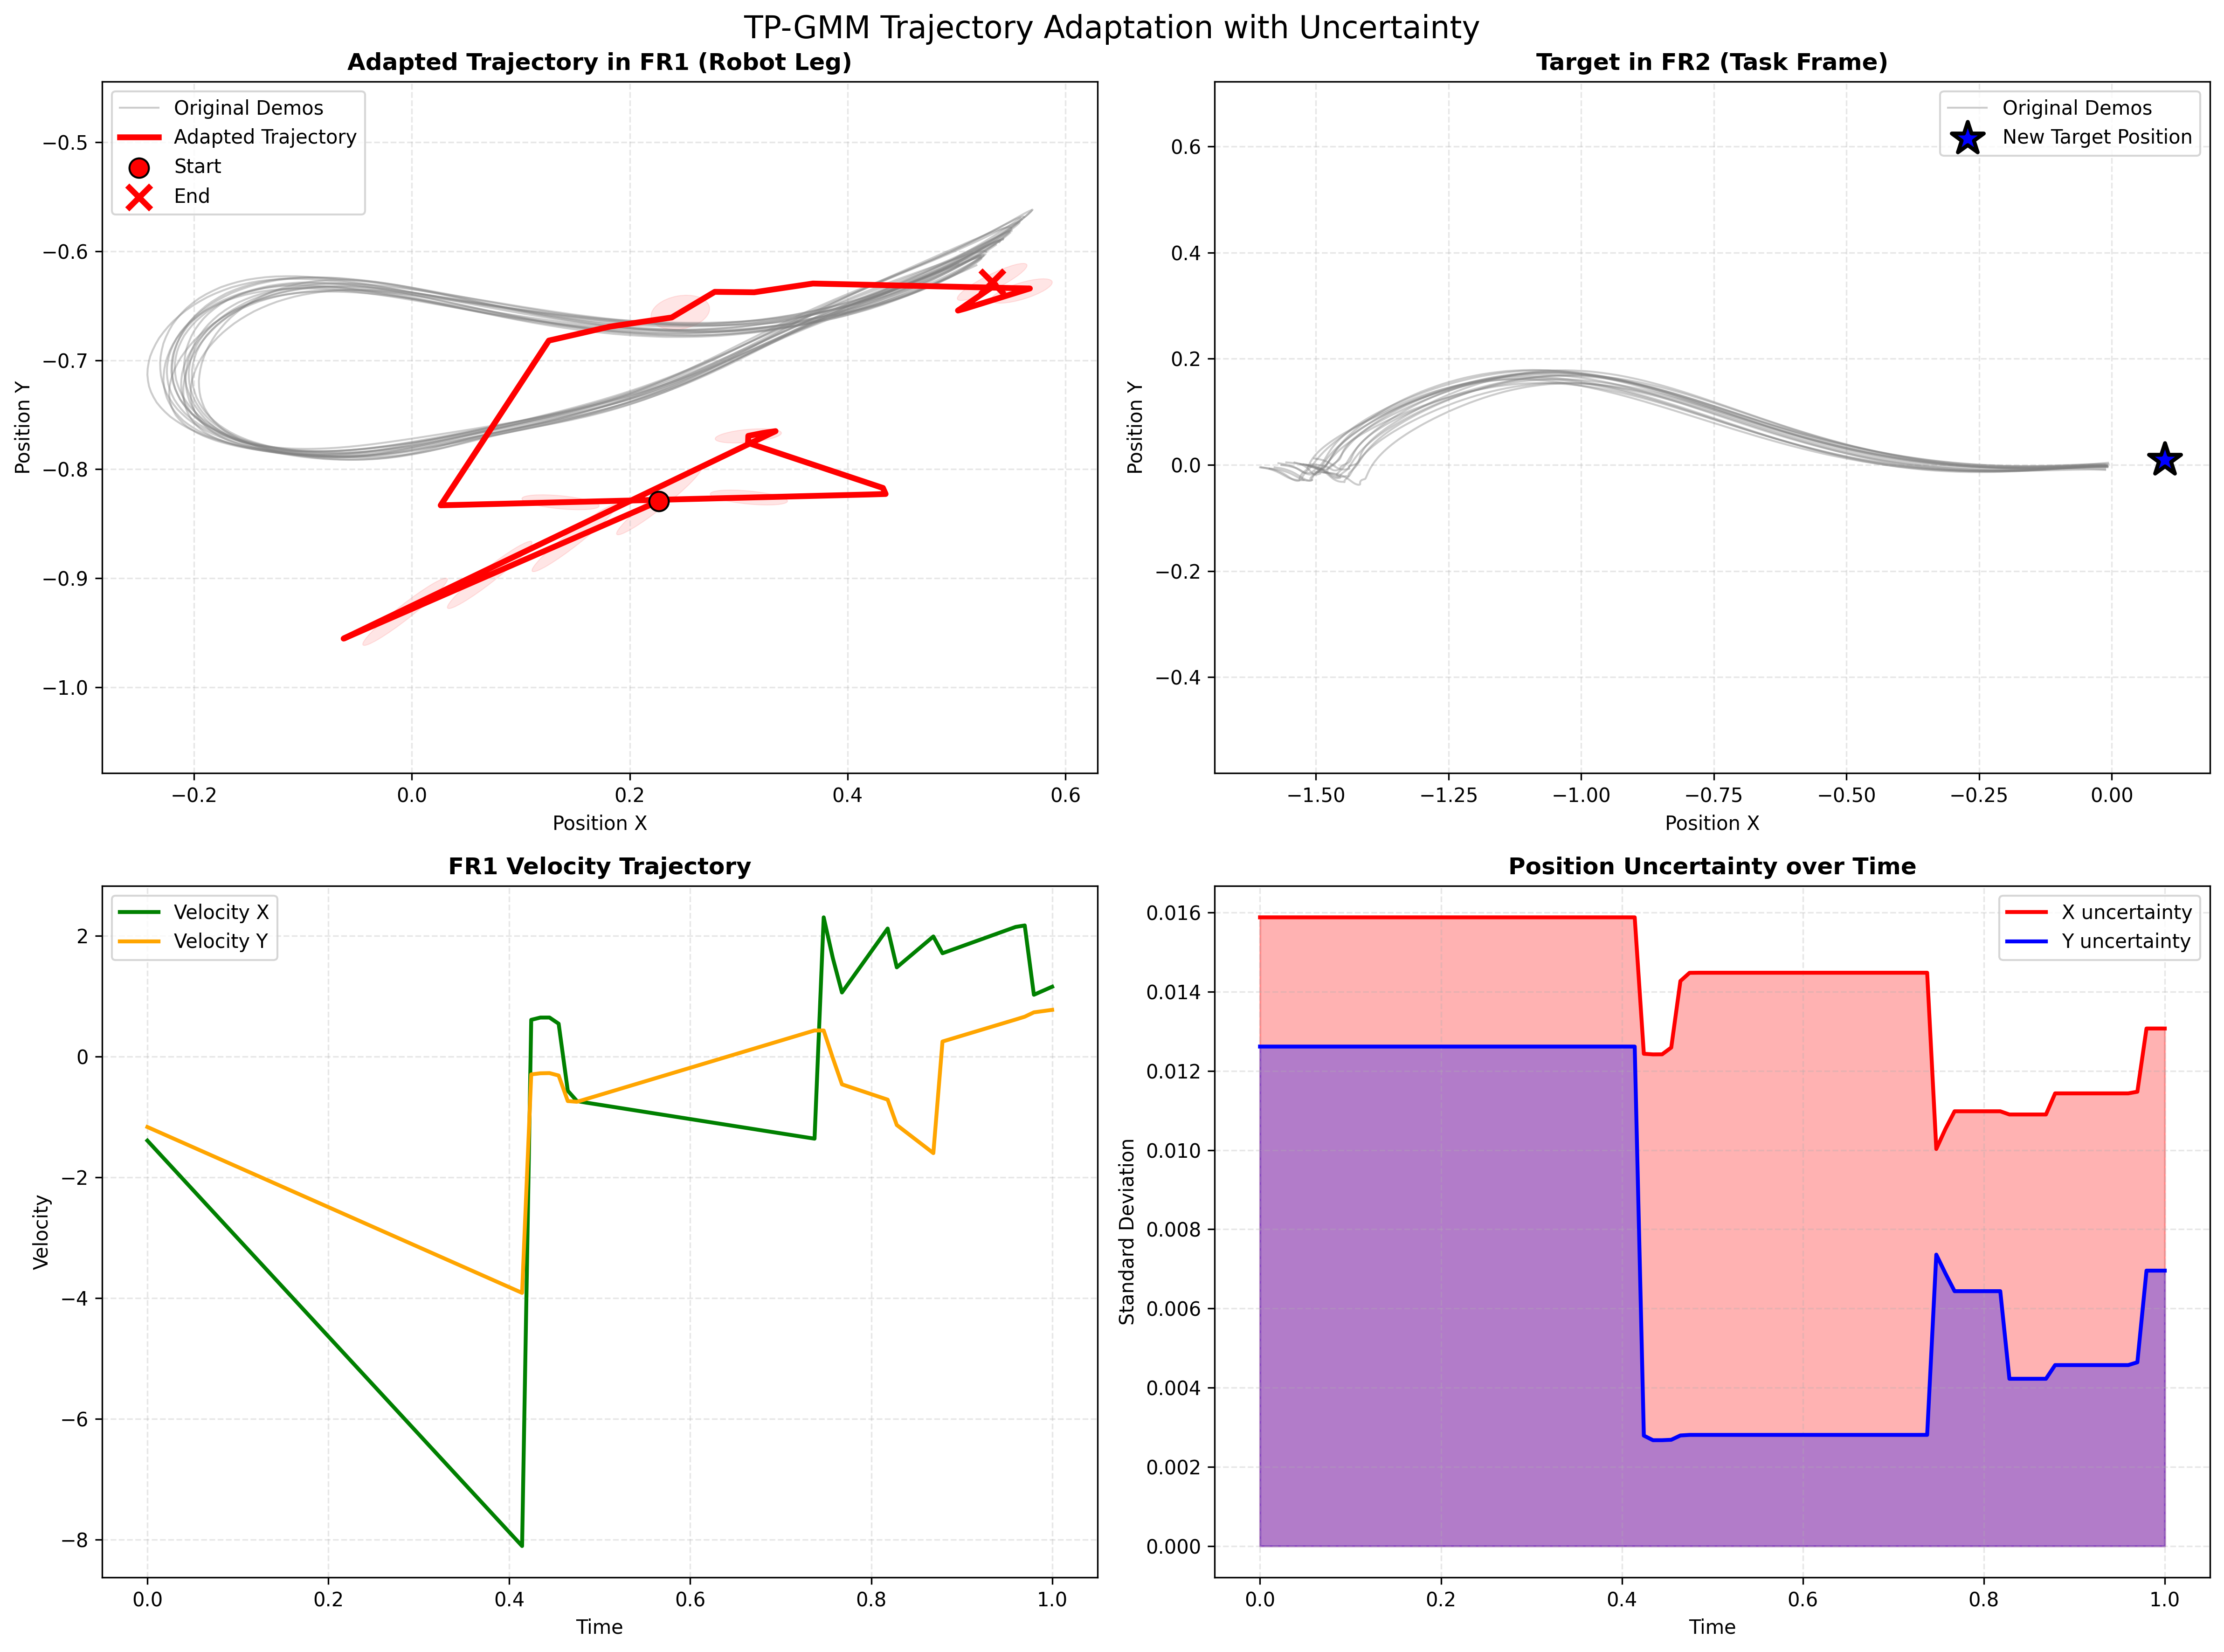 TP-GMM Trajectory Adaptation with Uncertainty
Adapted Trajectory in FR1 (Robot Leg)
Original Demos
Adapted Trajectory
Start
End
−0.5
−0.6
−0.7
−0.8
−0.9
−1.0
Position Y
−0.2
0.0
0.2
0.4
0.6
Position X
Target in FR2 (Task Frame)
Original Demos
New Target Position
0.6
0.4
0.2
0.0
−0.2
−0.4
Position Y
−1.50
−1.25
−1.00
−0.75
−0.50
−0.25
0.00
Position X
FR1 Velocity Trajectory
Velocity X
Velocity Y
2
0
−2
−4
−6
−8
Velocity
0.0
0.2
0.4
0.6
0.8
1.0
Time
Position Uncertainty over Time
X uncertainty
Y uncertainty
0.016
0.014
0.012
0.010
0.008
0.006
0.004
0.002
0.000
Standard Deviation
0.0
0.2
0.4
0.6
0.8
1.0
Time